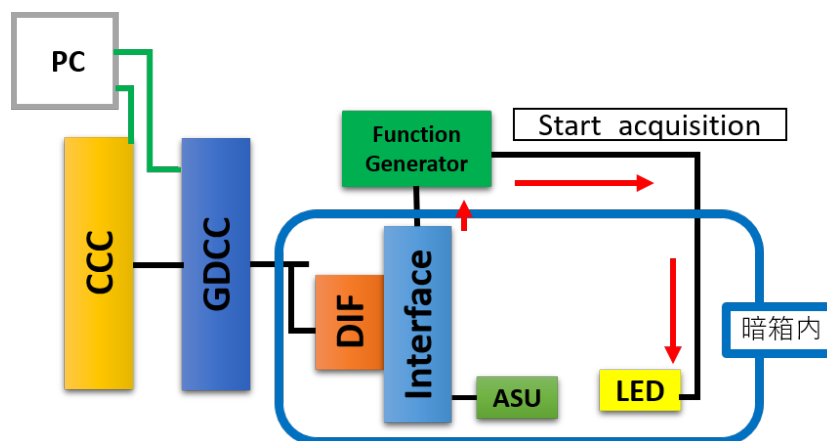 PC
Function
Generator
Start acquisition
CCC
GDCC
DIF
Interface
ASU
LED
暗箱内